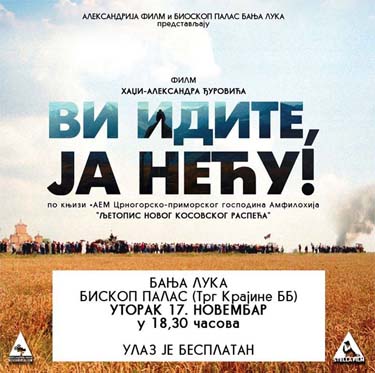 АЛЕКСАНДРИЈА ФИЛМ и БИОСКОП ПАЛАС БАЊА ЛУКА
представљају
ФИЛМ
ХАЏИ-АЛЕКСАНДРА ЂУРОВИЋА
ВИ ИДИТЕ,
ЈА НЕЋУ!
по књизи •АЕМ Црногорско-приморског господина Амфилохија
"ЉЕТОПИС НОВОГ КОСОВСКОГ РАСПЕЋА"
БАЊА ЛУКА
БИСКОП ПАЛАС (Трг Крајине ББ)
УТОРАК 17. НОВЕМБАР
у 18,30 часова
УЛАЗ ЈЕ БЕСПЛАТАН
STELLA FILM